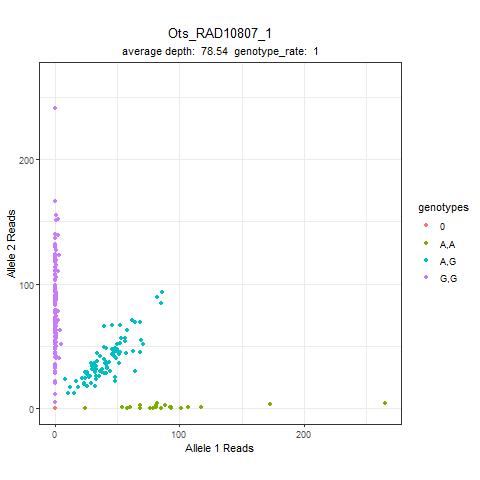 Ots_RAD10807_1
average depth: 78.54 genotype_rate: 1
200
100
0
Allele 2 Reads
0
100
200
Allele 1 Reads
genotypes
0
A,A
A,G
G,G